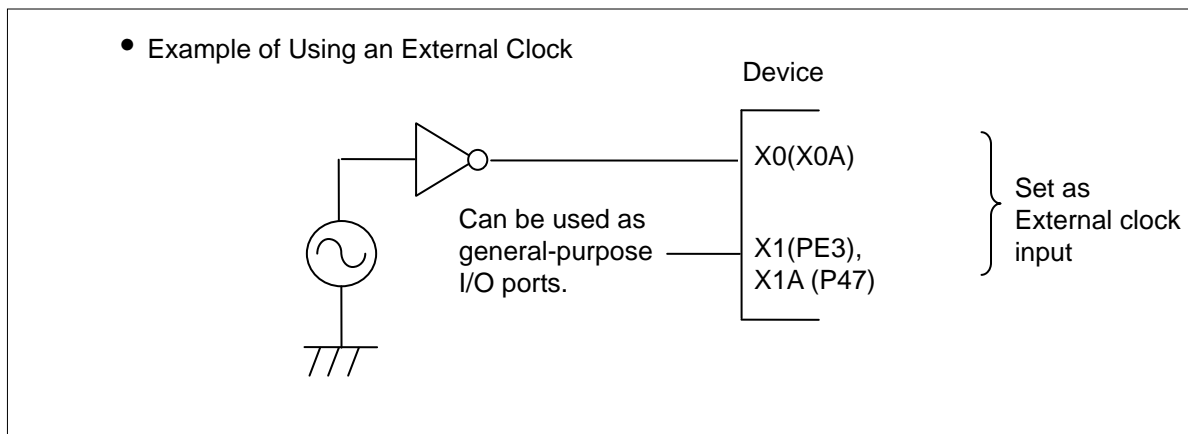 ● Example of Using an External Clock
Device
X0(X0A)
Can be used as
general-purpose
I/O ports.
X1(PE3),
X1A (P47)
Set as
External clock
input